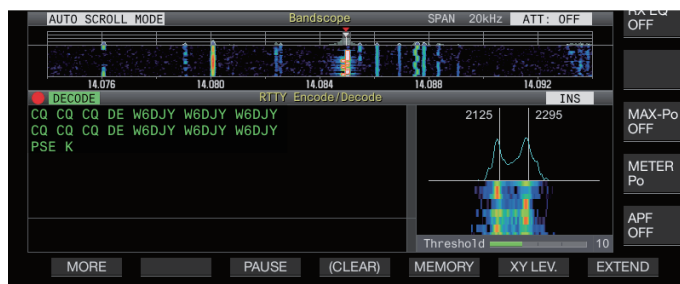 AUTO SCROLL MODE Bandscope SPAN 20kHz ATT: OFF
RX EQ
OFF
14.076 14.080 14.084 14.088 14.092
DECODE RTTY Encode/Decode INS
CQ CQ CQ DE W6DJY W6DJY W6DJY
CQ CQ CQ DE W6DJY W6DJY W6DJY
PSE K
2125 2295
MAX-Po
OFF
METER
Po
APF
OFF
Threshold 10
MORE PAUSE (CLEAR) MEMORY XY LEV. EXTEND